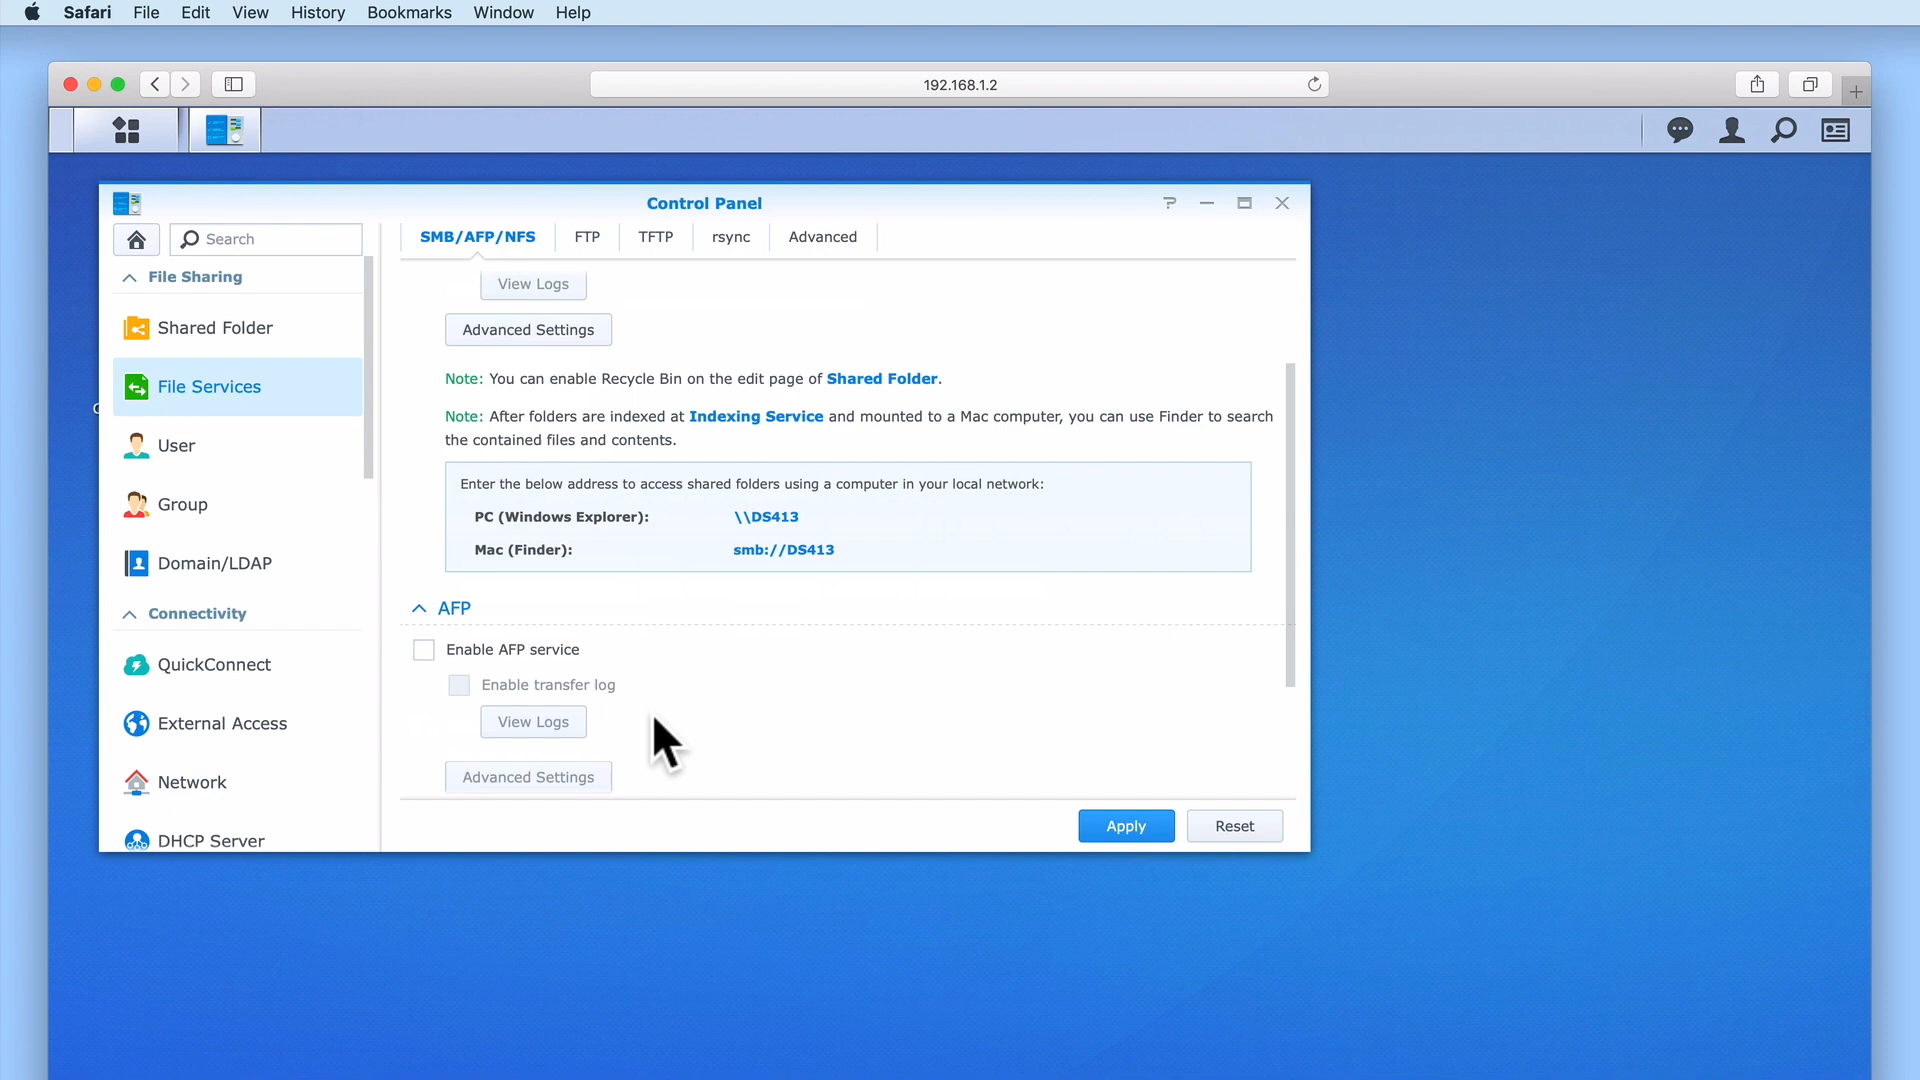 Safari File Edit View History Bookmarks Window Help
192.168.1.2
Control Panel
Search
SMB/AFP/NFS FTP TFTP rsync Advanced
File Sharing
Shared Folder
File Services
User
Group
Domain/LDAP
Connectivity
QuickConnect
External Access
Network
DHCP Server
View Logs
Advanced Settings
Note: You can enable Recycle Bin on the edit page of Shared Folder.
Note: After folders are indexed at Indexing Service and mounted to a Mac computer, you can use Finder to search
the contained files and contents.
Enter the below address to access shared folders using a computer in your local network:
PC (Windows Explorer): \\DS413
Mac (Finder): smb://DS413
AFP
Enable AFP service
Enable transfer log
View Logs
Advanced Settings
Apply Reset